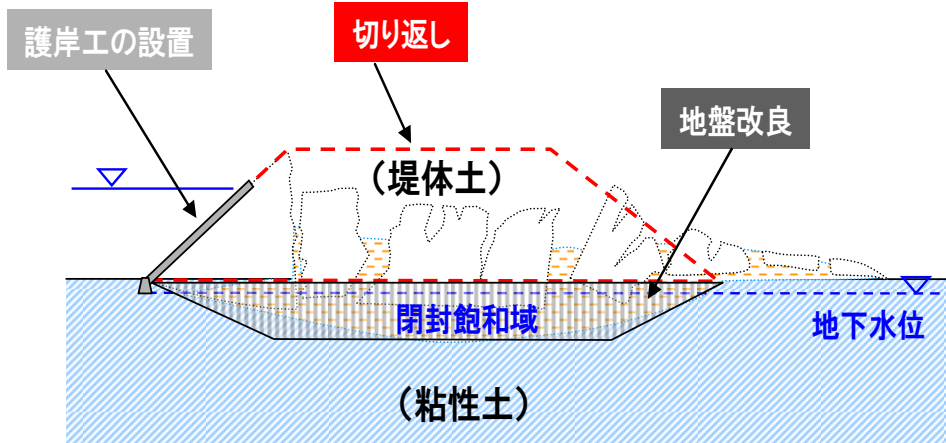 護岸工の設置
切り返し
地盤改良
（堤体土）
閉封飽和域
地下水位
（粘性土）